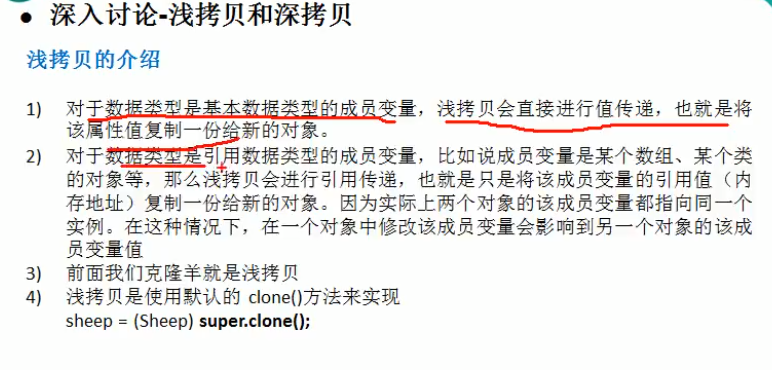 ● 深入讨论-浅拷贝和深拷贝
浅拷贝的介绍
1) 对于数据类型是基本数据类型的成员变量，浅拷贝会直接进行值传递，也就是将
该属性值复制一份给新的对象。
2) 对于数据类型是引用数据类型的成员变量，比如说成员变量是某个数组、某个类
的对象等，那么浅拷贝会进行引用传递，也就是只是将该成员变量的引用值（内
存地址）复制一份给新的对象。因为实际上两个对象的该成员变量都指向同一个
实例。在这种情况下，在一个对象中修改该成员变量会影响到另一个对象的该成
员变量值
3) 前面我们克隆羊就是浅拷贝
4) 浅拷贝是使用默认的 clone()方法来实现
sheep = (Sheep) super.clone();